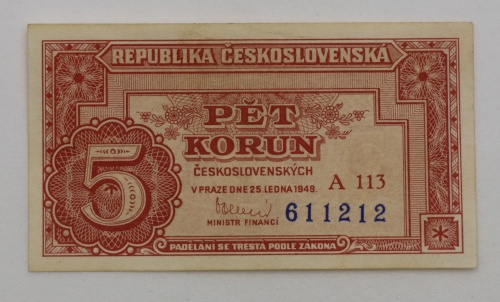 REPUBLIKA ČESKOSLOVENSKÁ
PĚT
KORUN
ČESKOSLOVENSKÝCH
V PRAZE DNE 25. LEDNA 1949.
A 113
611212
MINISTR FINANCÍ
5
PADĚLÁNÍ SE TRESTÁ PODLE ZÁKONA